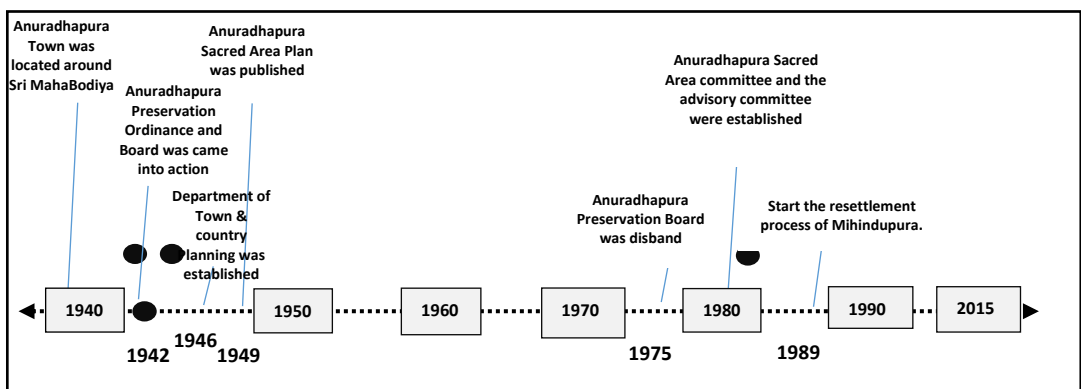 Anuradhapura
Town was
located around
Sri MahaBodiya
Anuradhapura
Preservation
Ordinance and
Board was came
into action
Anuradhapura
Sacred Area Plan
was published
Department of
Town &
country
Planning was
established
Anuradhapura
Preservation Board
was disband
Anuradhapura Sacred
Area committee and the
advisory committee
were established
Start the resettlement
process of Mihindupura.
1940
1950
1960
1970
1980
1990
2015
1942
1946
1949
1975
1989